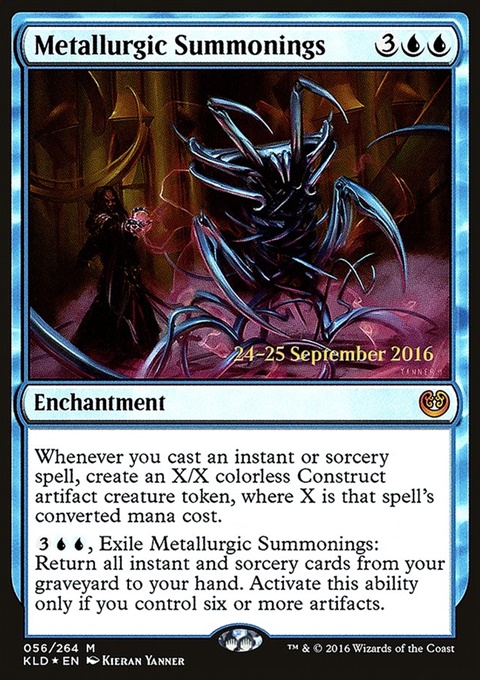 Metallurgic Summonings 3
24–25 September 2016
TANNER
Enchantment
Whenever you cast an instant or sorcery
spell, create an X/X colorless Construct
artifact creature token, where X is that spell's
converted mana cost.
3, Exile Metallurgic Summonings:
Return all instant and sorcery cards from your
graveyard to your hand. Activate this ability
only if you control six or more artifacts.
056/264 M
KLD ★ EN Kieran Yanner
™ & © 2016 Wizards of the Coast